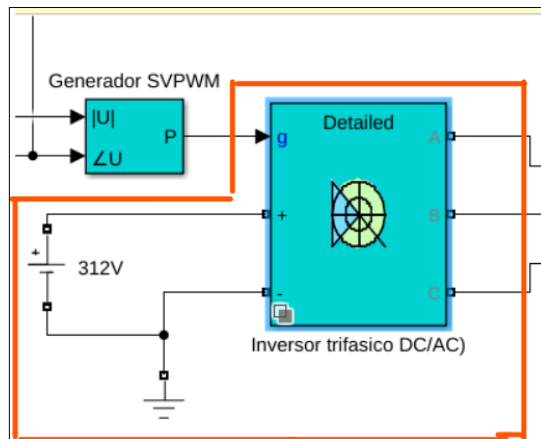 Generador SVPWM
|U|
P
∠U
Detailed
g
A
+
B
+
312V
-
C
Inversor trifasico DC/AC)